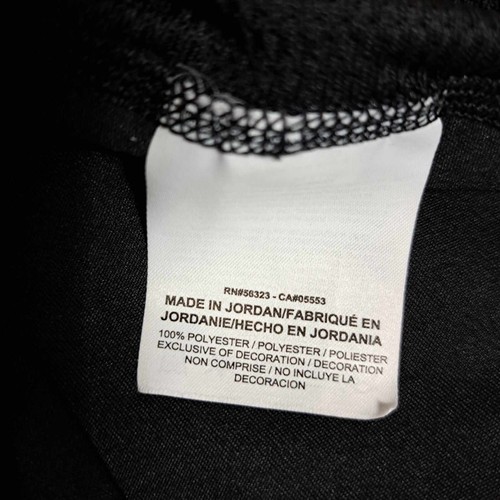 RN#56323 - CA#05553
MADE IN JORDAN/FABRIQUÉ EN
JORDANIE/HECHO EN JORDANIA
100% POLYESTER / POLYESTER / POLIESTER
EXCLUSIVE OF DECORATION / DECORATION
NON COMPRISE / NO INCLUYE LA
DECORACION